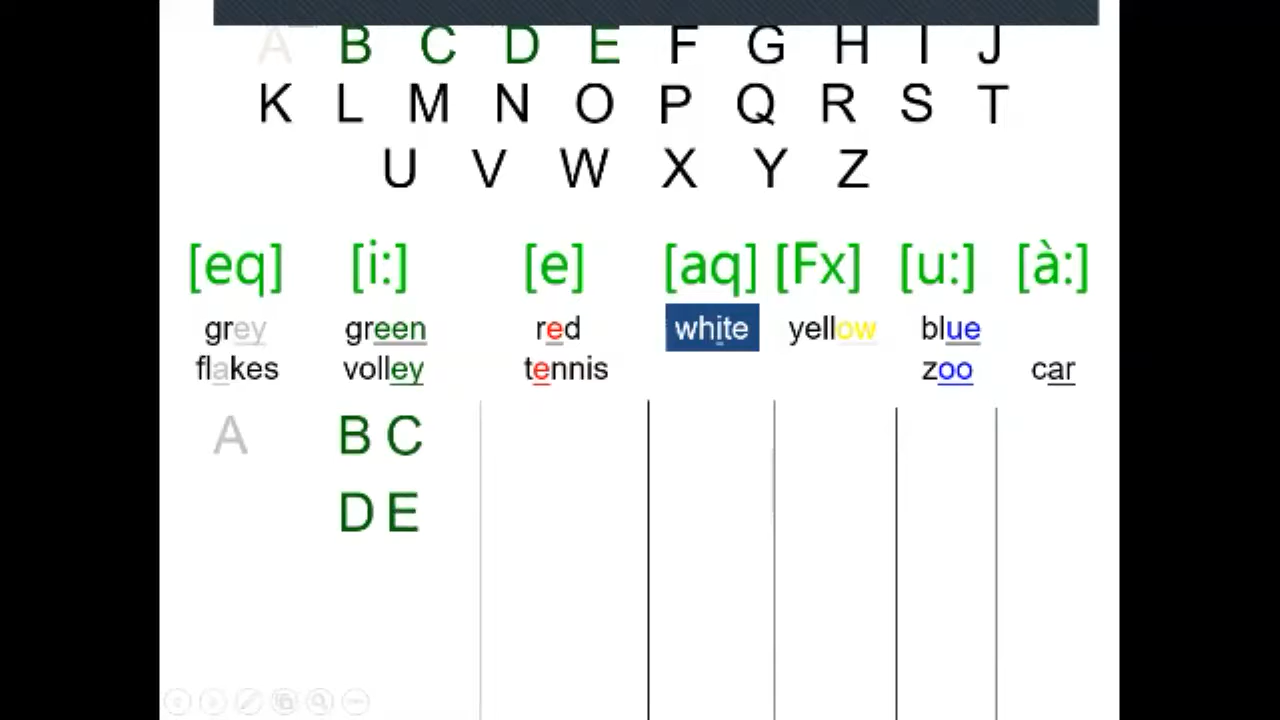 A B C D E F G H I J
K L M N O P Q R S T
U V W X Y Z
[eq] [i:] [e] [aq] [Fx] [u:] [à:]
grey green red white yellow blue
flakes volley tennis zoo car
A B C
D E